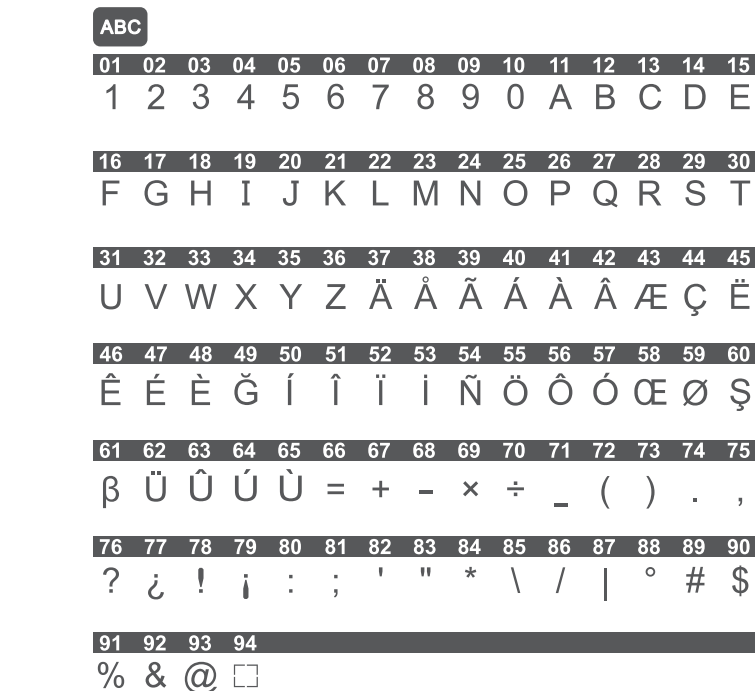 ABC
01 02 03 04 05 06 07 08 09 10 11 12 13 14 15
1 2 3 4 5 6 7 8 9 0 A B C D E
16 17 18 19 20 21 22 23 24 25 26 27 28 29 30
F G H I J K L M N O P Q R S T
31 32 33 34 35 36 37 38 39 40 41 42 43 44 45
U V W X Y Z Ä Å Ã Á À Â Æ Ç Ë
46 47 48 49 50 51 52 53 54 55 56 57 58 59 60
Ê É È Ğ Í Î Ï İ Ñ Ö Ô Ó Œ Ø Ş
61 62 63 64 65 66 67 68 69 70 71 72 73 74 75
β Ü Û Ú Ù = + − × ÷ _ ( ) . ,
76 77 78 79 80 81 82 83 84 85 86 87 88 89 90
? ¿ ! ¡ : ; ' " * \ / | ° # $
91 92 93 94
% & @